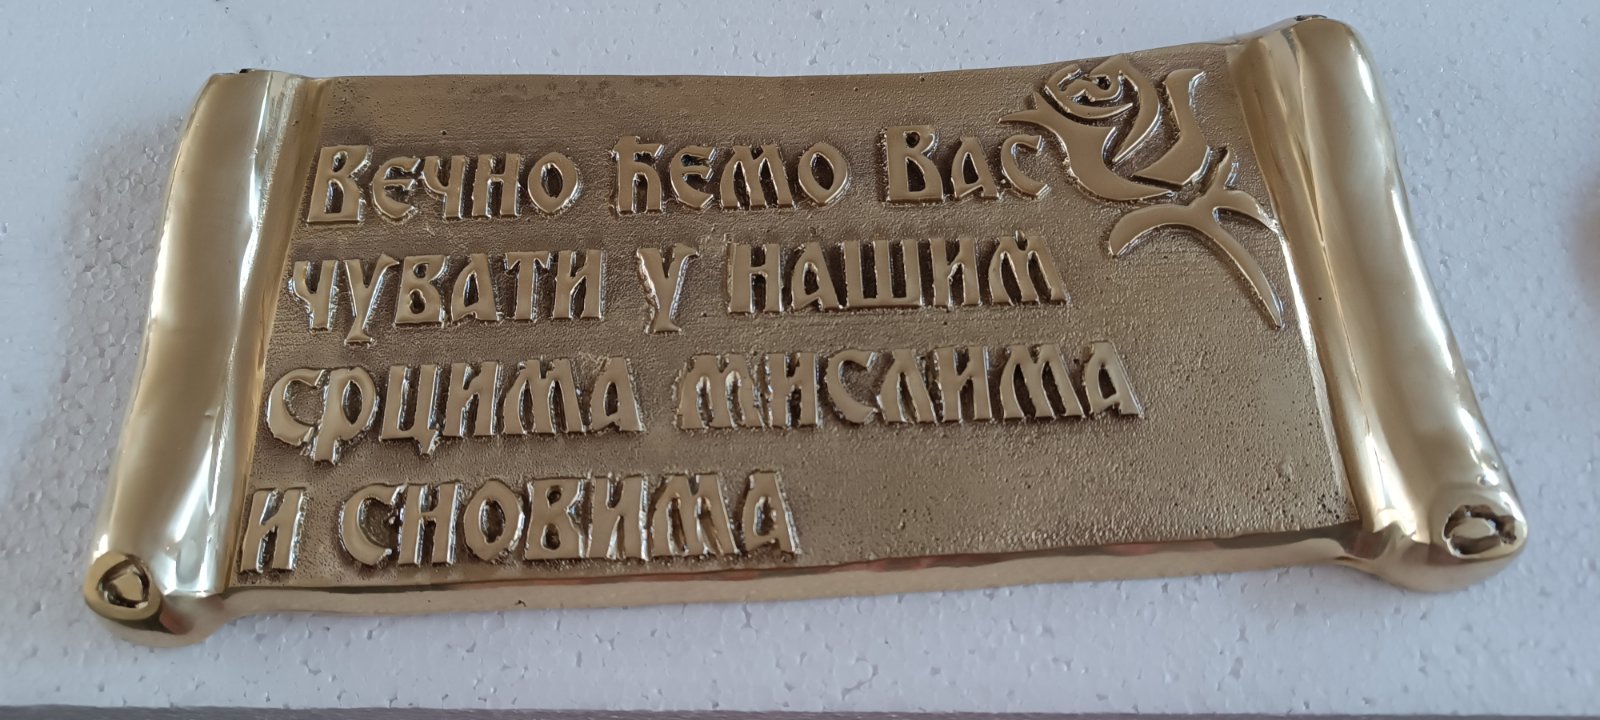 Вечно ћемо Вас
чувати у нашим
срцима мислима
и сновима